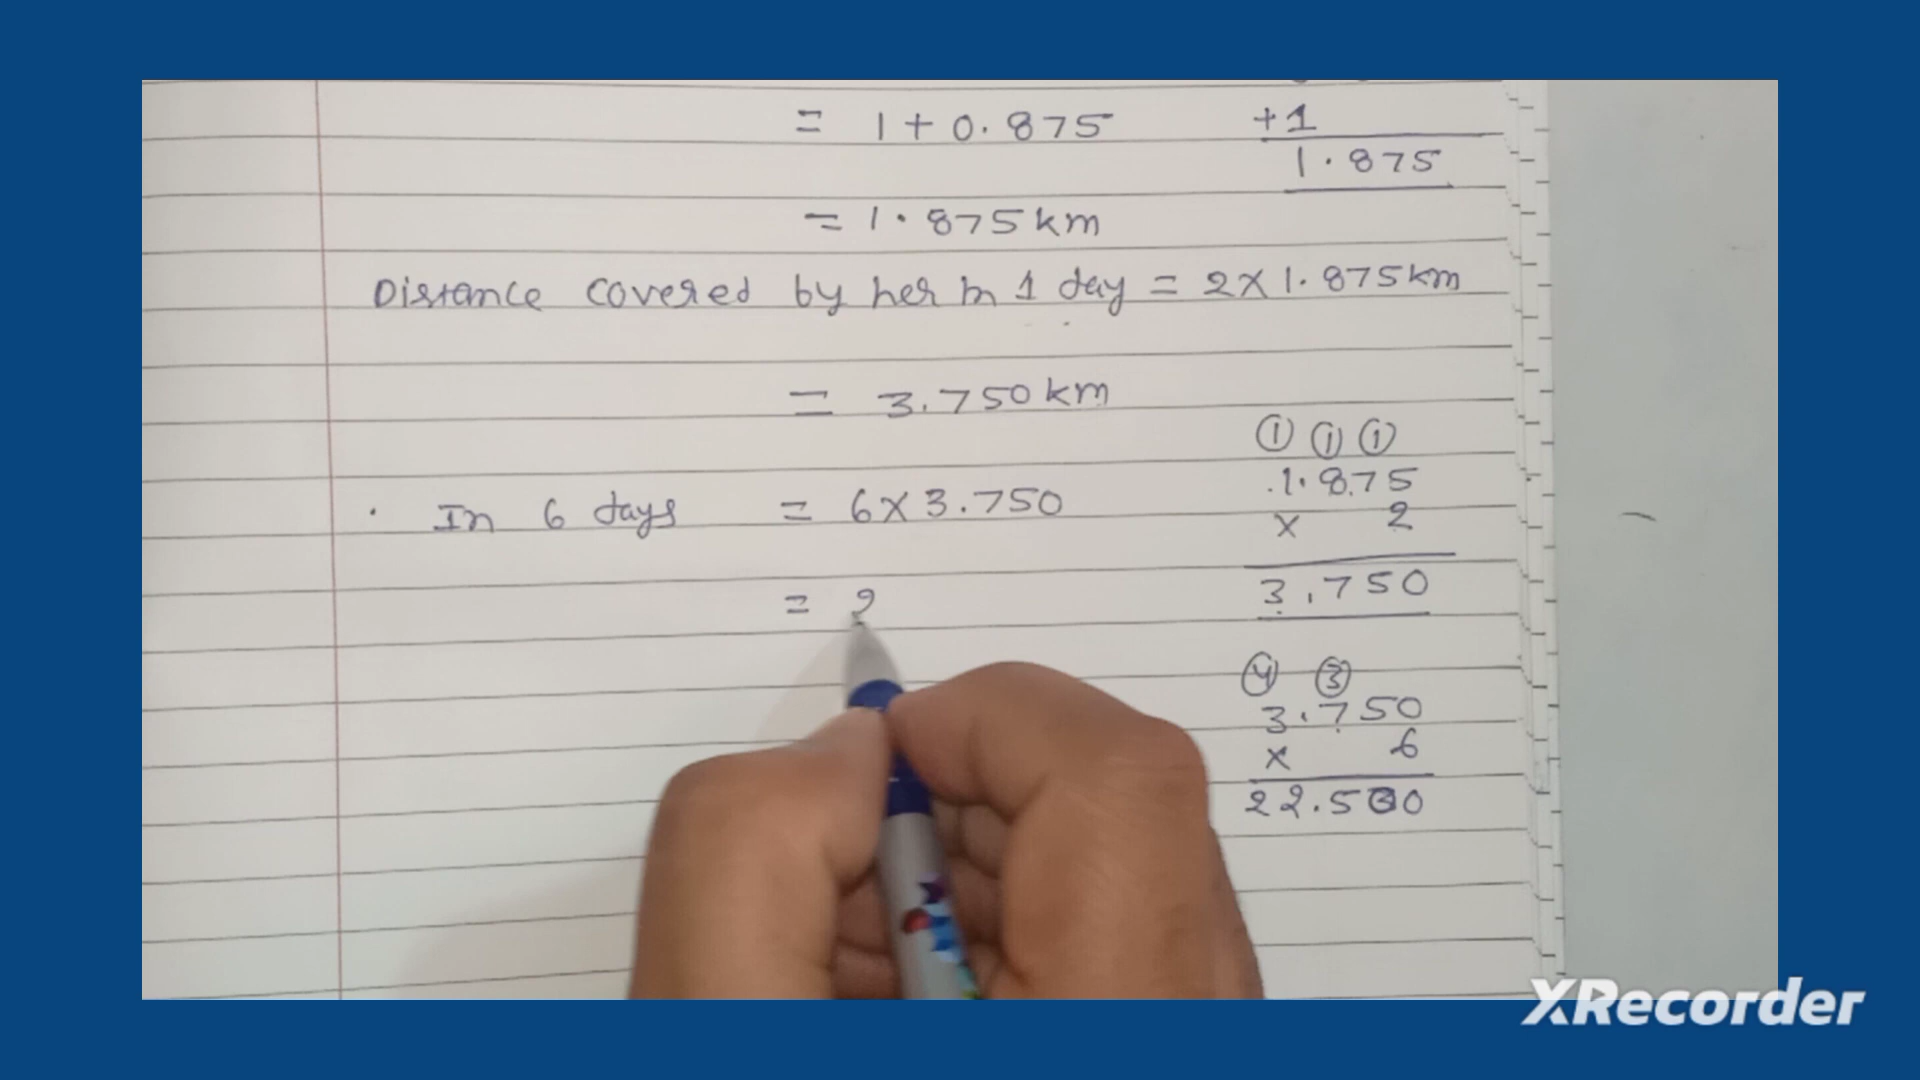 = 1 + 0.875
+1
1.875
= 1.875 km
Distance covered by her in 1 day = 2 x 1.875 km
= 3.750 km
1 1 1
1.875
x 2
3.750
In 6 days = 6 x 3.750
= 2
4 3
3.750
x 6
22.500
XRecorder